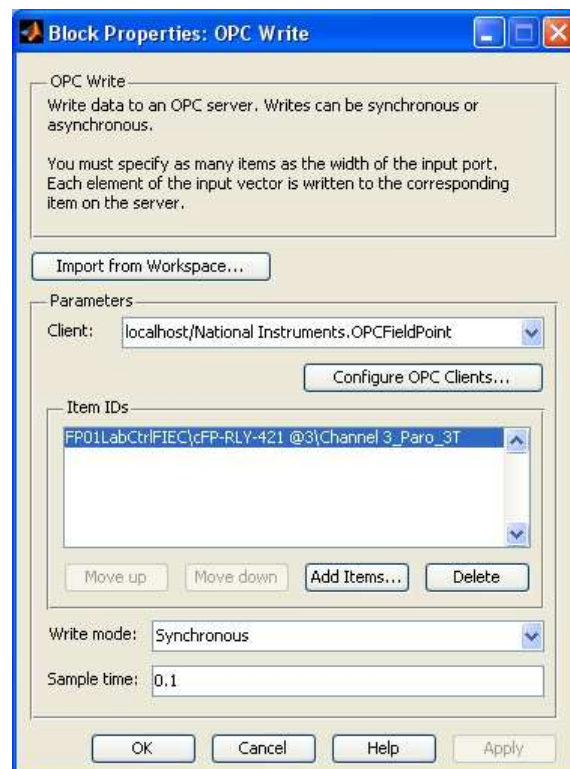 Block Properties: OPC Write
OPC Write
Write data to an OPC server. Writes can be synchronous or
asynchronous.
You must specify as many items as the width of the input port.
Each element of the input vector is written to the corresponding
item on the server.
Import from Workspace...
Parameters
Client: localhost/National Instruments.OPCFieldPoint
Configure OPC Clients...
Item IDs
FP01LabCtrlFIEC\cFP-RLY-421 @3\Channel 3_Paro_3T
Move up Move down Add Items... Delete
Write mode: Synchronous
Sample time: 0.1
OK Cancel Help Apply